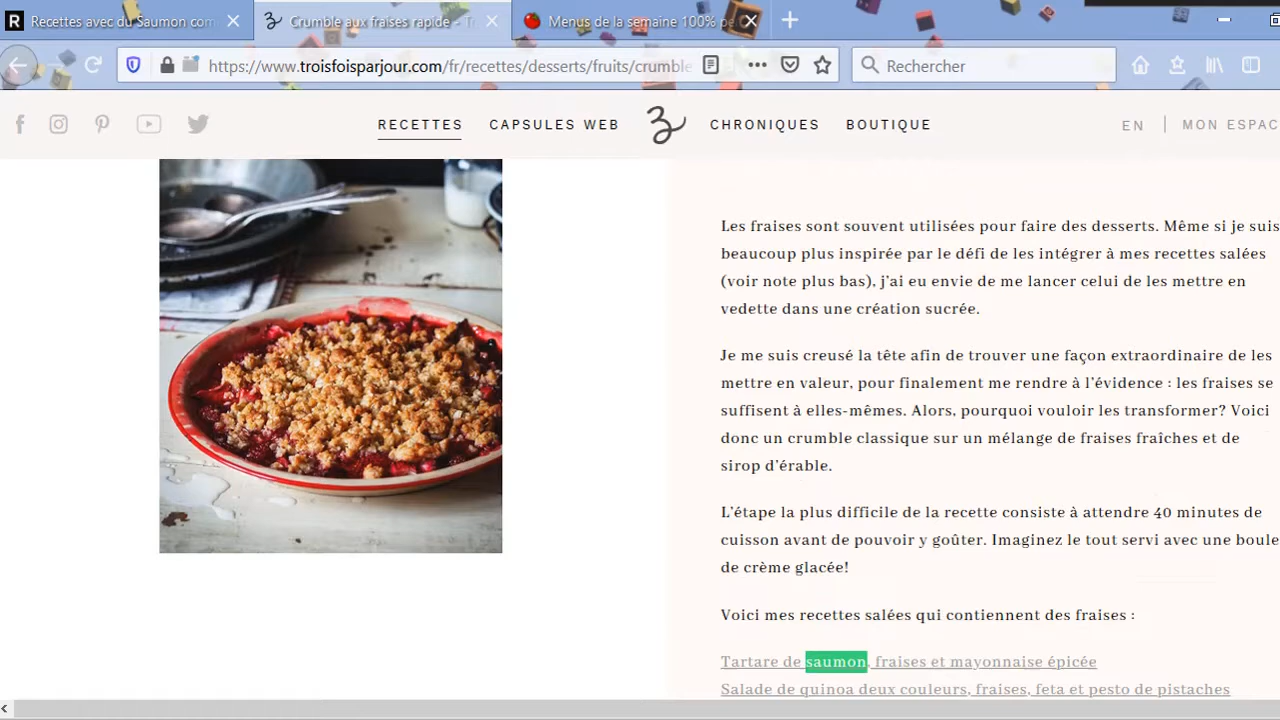 Recettes avec du Saumon com
Crumble aux fraises rapide - Tr
Menus de la semaine 100% pe
https://www.troisfoisparjour.com/fr/recettes/desserts/fruits/crumble
Rechercher
RECETTES
CAPSULES WEB
CHRONIQUES
BOUTIQUE
EN
MON ESPAC
Les fraises sont souvent utilisées pour faire des desserts. Même si je suis
beaucoup plus inspirée par le défi de les intégrer à mes recettes salées
(voir note plus bas), j'ai eu envie de me lancer celui de les mettre en
vedette dans une création sucrée.
Je me suis creusé la tête afin de trouver une façon extraordinaire de les
mettre en valeur, pour finalement me rendre à l'évidence : les fraises se
suffisent à elles-mêmes. Alors, pourquoi vouloir les transformer? Voici
donc un crumble classique sur un mélange de fraises fraîches et de
sirop d'érable.
L'étape la plus difficile de la recette consiste à attendre 40 minutes de
cuisson avant de pouvoir y goûter. Imaginez le tout servi avec une boule
de crème glacée!
Voici mes recettes salées qui contiennent des fraises :
Tartare de saumon, fraises et mayonnaise épicée
Salade de quinoa deux couleurs, fraises, feta et pesto de pistaches